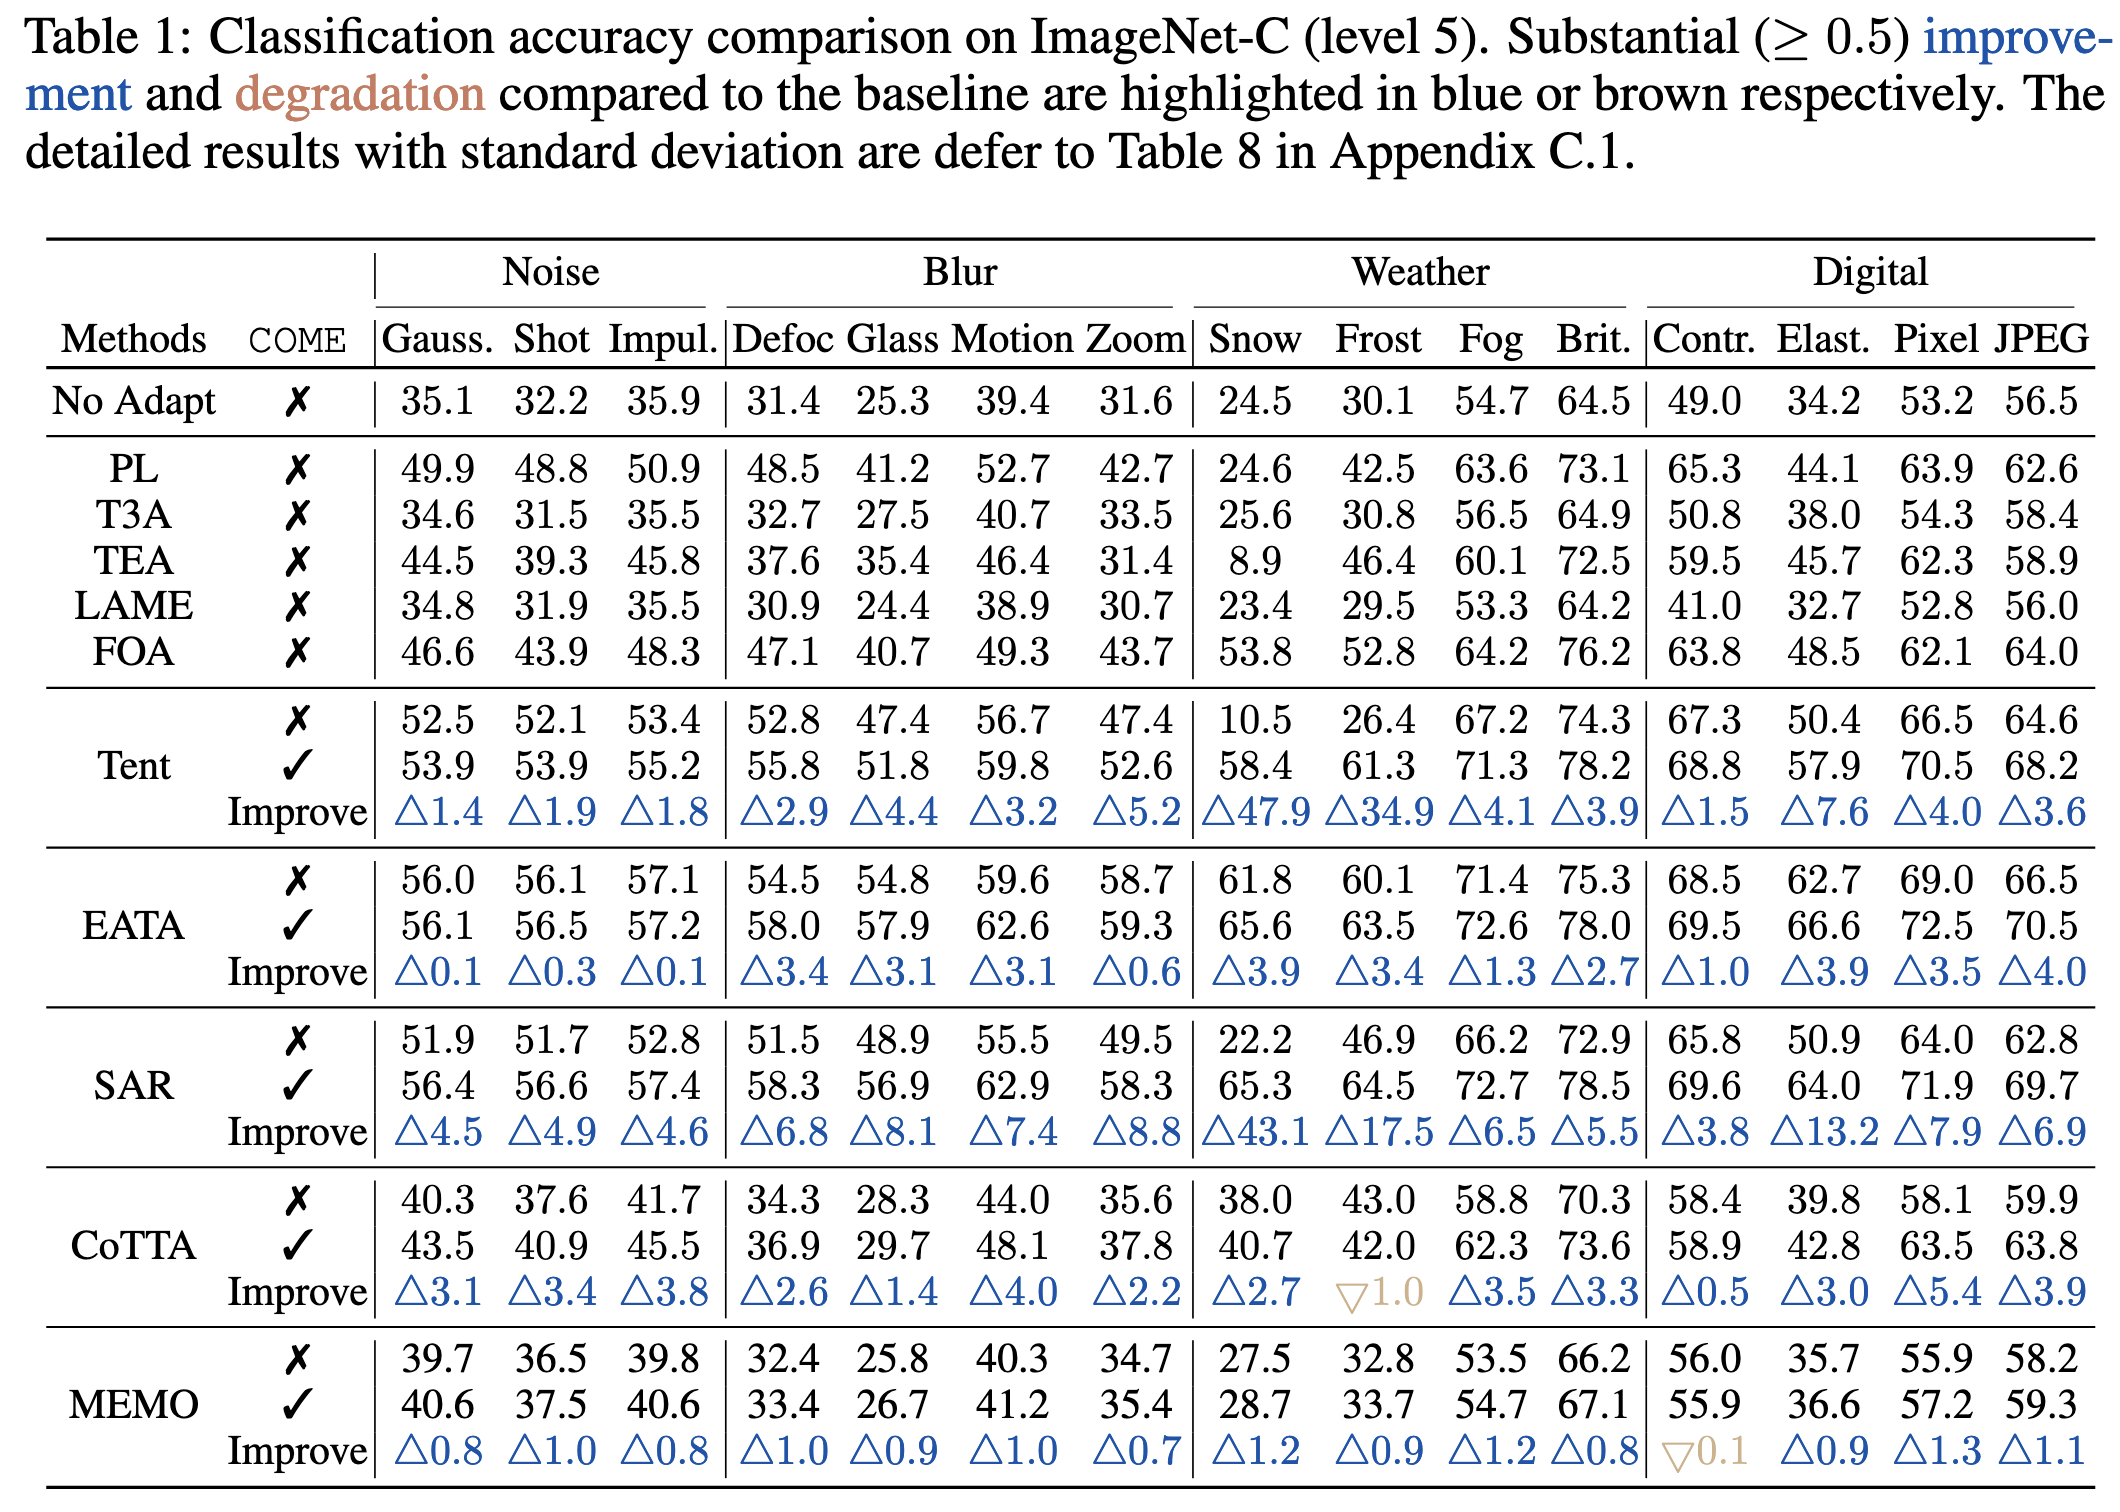 Table 1: Classification accuracy comparison on ImageNet-C (level 5). Substantial (≥ 0.5) improve-
ment and degradation compared to the baseline are highlighted in blue or brown respectively. The
detailed results with standard deviation are defer to Table 8 in Appendix C.1.
Noise Blur Weather Digital
Methods COME Gauss. Shot Impul. Defoc Glass Motion Zoom Snow Frost Fog Brit. Contr. Elast. Pixel JPEG
No Adapt ✗ 35.1 32.2 35.9 31.4 25.3 39.4 31.6 24.5 30.1 54.7 64.5 49.0 34.2 53.2 56.5
PL ✗ 49.9 48.8 50.9 48.5 41.2 52.7 42.7 24.6 42.5 63.6 73.1 65.3 44.1 63.9 62.6
T3A ✗ 34.6 31.5 35.5 32.7 27.5 40.7 33.5 25.6 30.8 56.5 64.9 50.8 38.0 54.3 58.4
TEA ✗ 44.5 39.3 45.8 37.6 35.4 46.4 31.4 8.9 46.4 60.1 72.5 59.5 45.7 62.3 58.9
LAME ✗ 34.8 31.9 35.5 30.9 24.4 38.9 30.7 23.4 29.5 53.3 64.2 41.0 32.7 52.8 56.0
FOA ✗ 46.6 43.9 48.3 47.1 40.7 49.3 43.7 53.8 52.8 64.2 76.2 63.8 48.5 62.1 64.0
✗ 52.5 52.1 53.4 52.8 47.4 56.7 47.4 10.5 26.4 67.2 74.3 67.3 50.4 66.5 64.6
Tent ✓ 53.9 53.9 55.2 55.8 51.8 59.8 52.6 58.4 61.3 71.3 78.2 68.8 57.9 70.5 68.2
Improve △1.4 △1.9 △1.8 △2.9 △4.4 △3.2 △5.2 △47.9 △34.9 △4.1 △3.9 △1.5 △7.6 △4.0 △3.6
✗ 56.0 56.1 57.1 54.5 54.8 59.6 58.7 61.8 60.1 71.4 75.3 68.5 62.7 69.0 66.5
EATA ✓ 56.1 56.5 57.2 58.0 57.9 62.6 59.3 65.6 63.5 72.6 78.0 69.5 66.6 72.5 70.5
Improve △0.1 △0.3 △0.1 △3.4 △3.1 △3.1 △0.6 △3.9 △3.4 △1.3 △2.7 △1.0 △3.9 △3.5 △4.0
✗ 51.9 51.7 52.8 51.5 48.9 55.5 49.5 22.2 46.9 66.2 72.9 65.8 50.9 64.0 62.8
SAR ✓ 56.4 56.6 57.4 58.3 56.9 62.9 58.3 65.3 64.5 72.7 78.5 69.6 64.0 71.9 69.7
Improve △4.5 △4.9 △4.6 △6.8 △8.1 △7.4 △8.8 △43.1 △17.5 △6.5 △5.5 △3.8 △13.2 △7.9 △6.9
✗ 40.3 37.6 41.7 34.3 28.3 44.0 35.6 38.0 43.0 58.8 70.3 58.4 39.8 58.1 59.9
CoTTA ✓ 43.5 40.9 45.5 36.9 29.7 48.1 37.8 40.7 42.0 62.3 73.6 58.9 42.8 63.5 63.8
Improve △3.1 △3.4 △3.8 △2.6 △1.4 △4.0 △2.2 △2.7 ▽1.0 △3.5 △3.3 △0.5 △3.0 △5.4 △3.9
✗ 39.7 36.5 39.8 32.4 25.8 40.3 34.7 27.5 32.8 53.5 66.2 56.0 35.7 55.9 58.2
MEMO ✓ 40.6 37.5 40.6 33.4 26.7 41.2 35.4 28.7 33.7 54.7 67.1 55.9 36.6 57.2 59.3
Improve △0.8 △1.0 △0.8 △1.0 △0.9 △1.0 △0.7 △1.2 △0.9 △1.2 △0.8 ▽0.1 △0.9 △1.3 △1.1